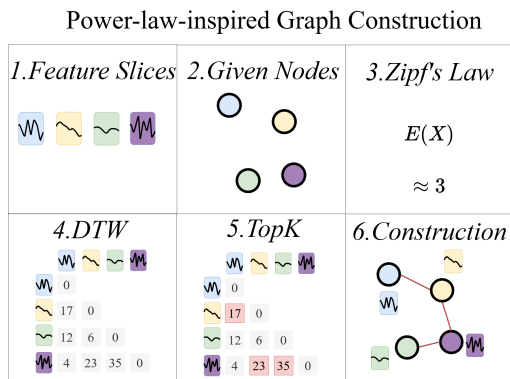 Power-law-inspired Graph Construction
1.Feature Slices
2.Given Nodes
3.Zipf's Law
E(X)
≈ 3
4.DTW
0
17 0
12 6 0
4 23 35 0
5.TopK
0
17 0
12 6 0
4 23 35 0
6.Construction